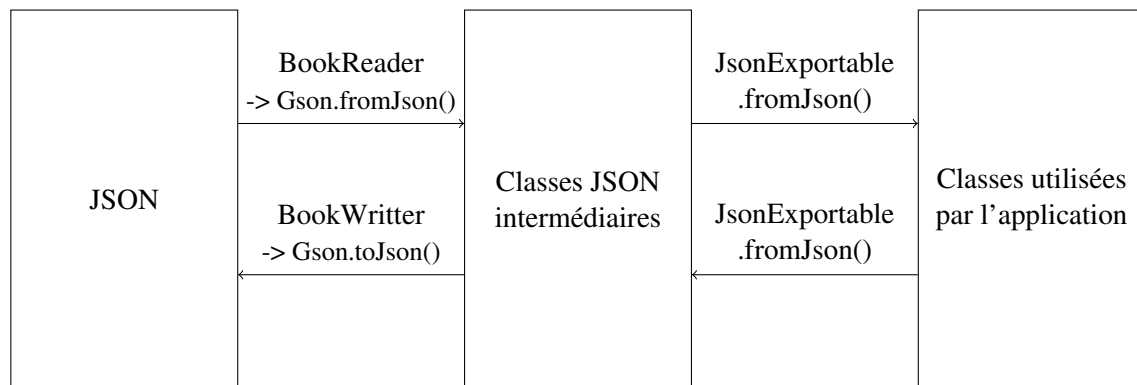 JSON
BookReader
-> Gson.fromJson()
BookWritter
-> Gson.toJson()
Classes JSON
intermédiaires
JsonExportable
.fromJson()
JsonExportable
.fromJson()
Classes utilisées
par l'application